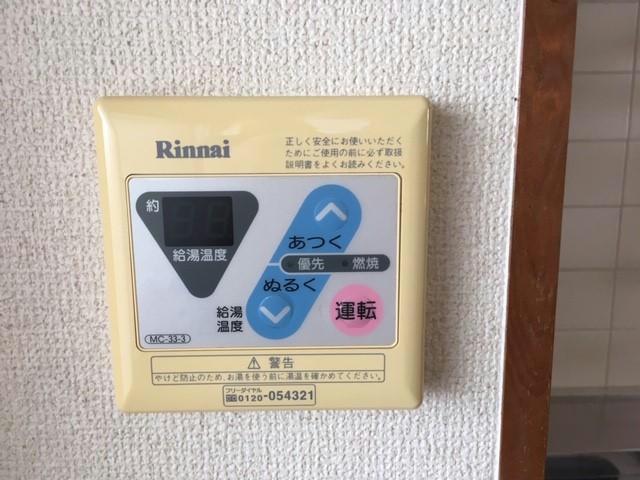 Rinnai
正しく安全にお使いいただく
ためにご使用の前に必ず取扱
説明書をよくお読みください。
約
給湯温度
あつく
優先
燃焼
ぬるく
給湯
温度
運転
MC-33-3
警告
やけど防止のため、お湯を使う前に湯温を確かめてください。
フリーダイヤル
0120-054321